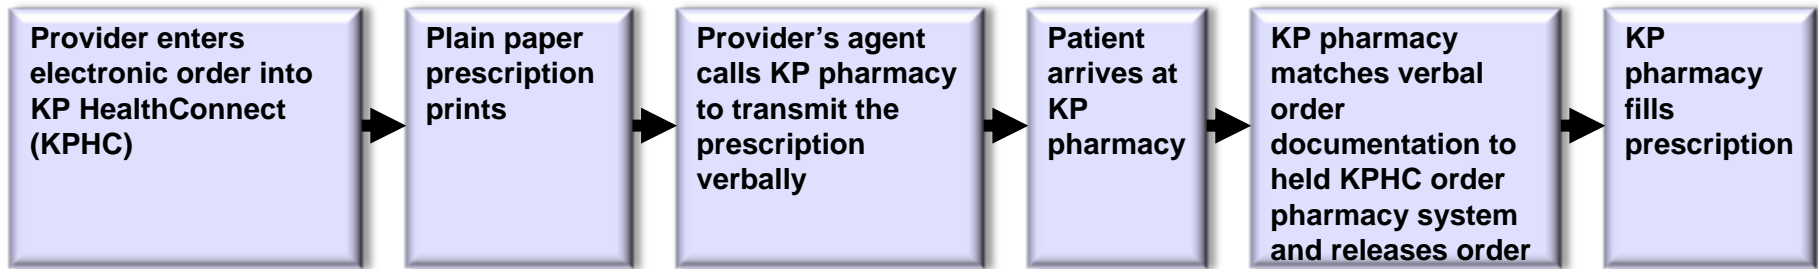 Provider enters
electronic order into
KP HealthConnect
(KPHC)
Plain paper
prescription
prints
Provider's agent
calls KP pharmacy
to transmit the
prescription
verbally
Patient
arrives at
KP
pharmacy
KP pharmacy
matches verbal
order
documentation to
held KPHC order
pharmacy system
and releases order
KP
pharmacy
fills
prescription